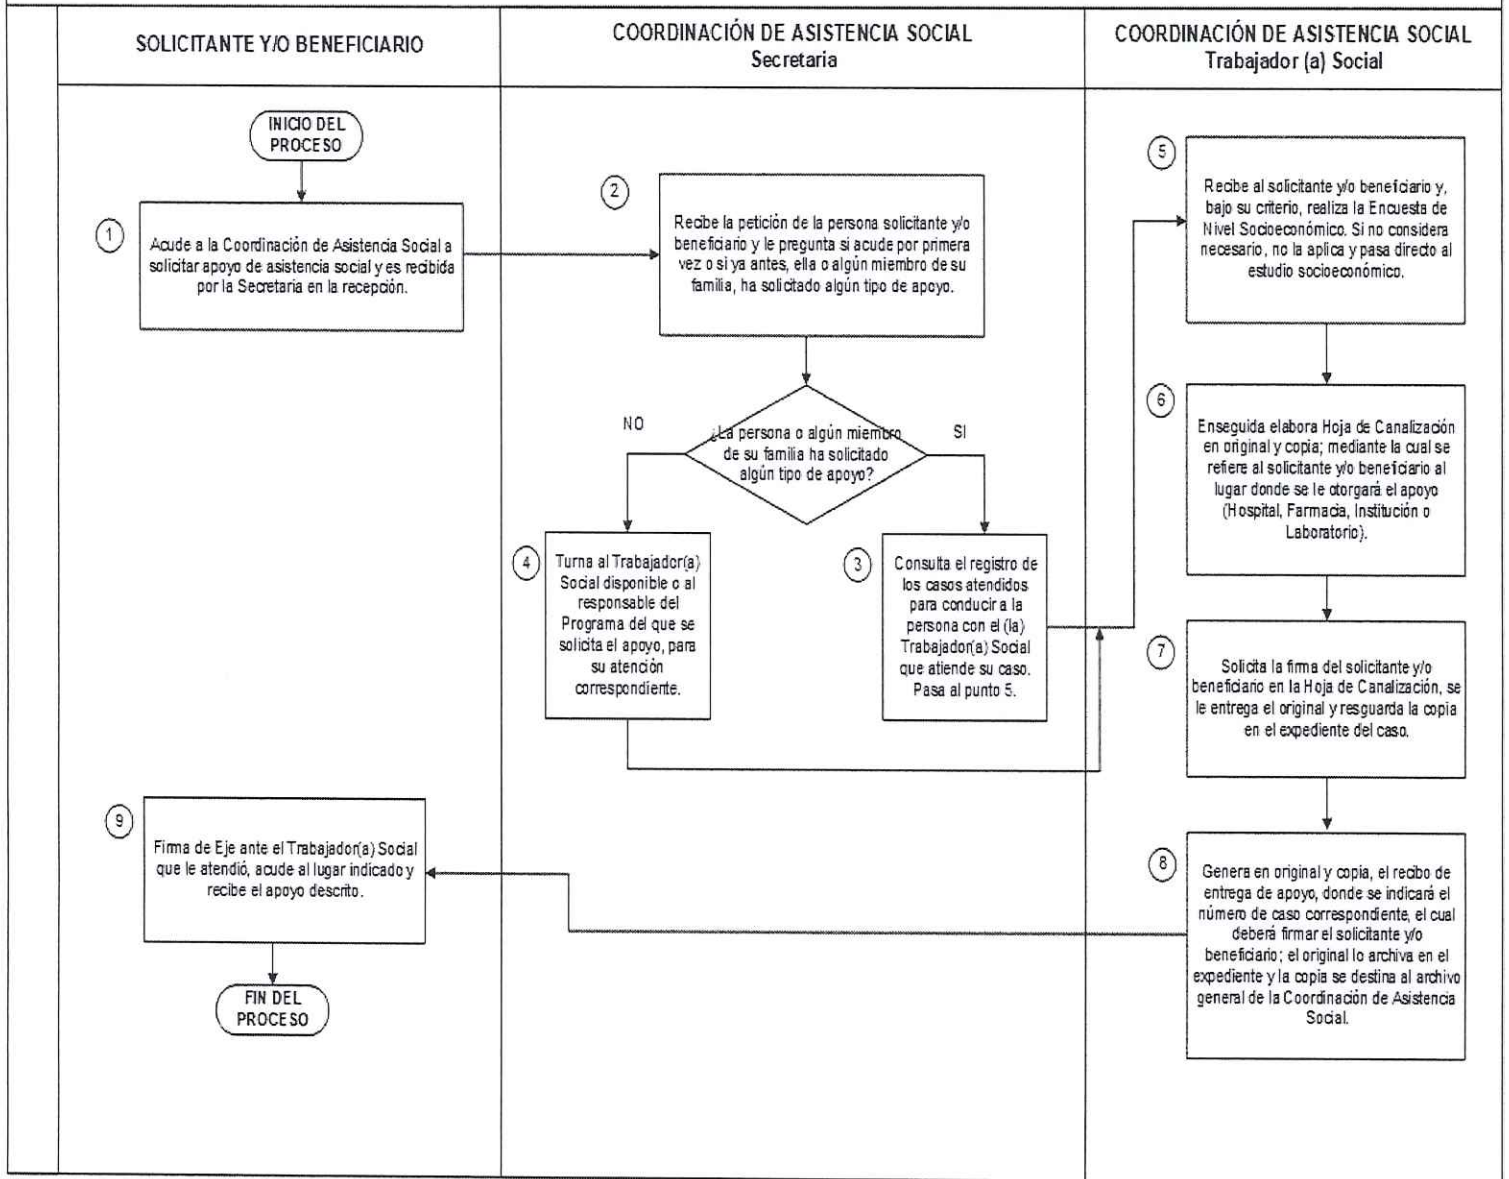 SOLICITANTE Y/O BENEFICIARIO
COORDINACIÓN DE ASISTENCIA SOCIAL
Secretaria
COORDINACIÓN DE ASISTENCIA SOCIAL
Trabajador (a) Social
INICIO DEL
PROCESO
1
Acude a la Coordinación de Asistencia Social a
solicitar apoyo de asistencia social y es recibida
por la Secretaria en la recepción.
2
Recibe la petición de la persona solicitante y/o
beneficiario y le pregunta si acude por primera
vez o si ya antes, ella o algún miembro de su
familia, ha solicitado algún tipo de apoyo.
¿La persona o algún miembro
de su familia ha solicitado
algún tipo de apoyo?
NO
SI
4
Turna al Trabajador(a)
Social disponible o al
responsable del
Programa del que se
solicita el apoyo, para
su atención
correspondiente.
3
Consulta el registro de
los casos atendidos
para conducir a la
persona con el (la)
Trabajador(a) Social
que atiende su caso.
Pasa al punto 5.
5
Recibe al solicitante y/o beneficiario y,
bajo su criterio, realiza la Encuesta de
Nivel Socioeconómico. Si no considera
necesario, no la aplica y pasa directo al
estudio socioeconómico.
6
Enseguida elabora Hoja de Canalización
en original y copia; mediante la cual se
refiere al solicitante y/o beneficiario al
lugar donde se le otorgará el apoyo
(Hospital, Farmacia, Institución o
Laboratorio).
7
Solicita la firma del solicitante y/o
beneficiario en la Hoja de Canalización, se
le entrega el original y resguarda la copia
en el expediente del caso.
8
Genera en original y copia, el recibo de
entrega de apoyo, donde se indicará el
número de caso correspondiente, el cual
deberá firmar el solicitante y/o
beneficiario; el original lo archiva en el
expediente y la copia se destina al archivo
general de la Coordinación de Asistencia
Social.
9
Firma de Eje ante el Trabajador(a) Social
que le atendió, acude al lugar indicado y
recibe el apoyo descrito.
FIN DEL
PROCESO